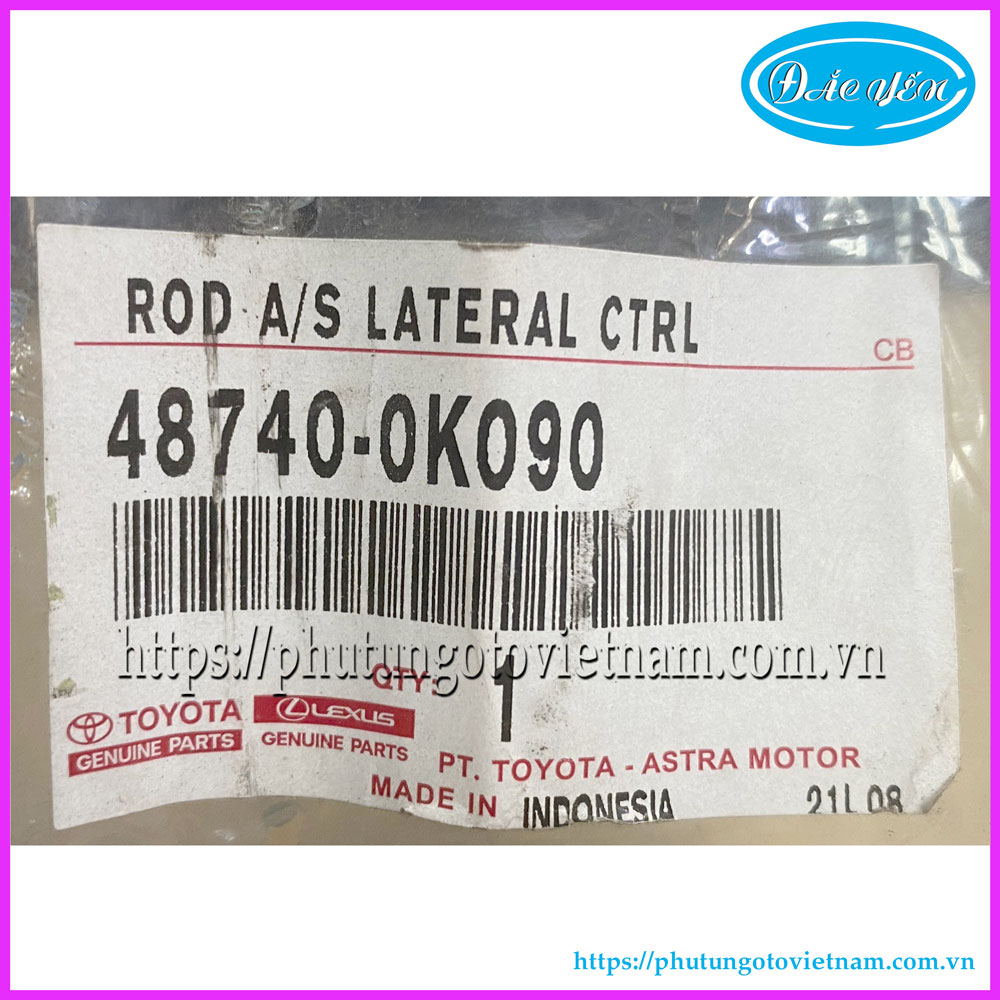 ĐẮC YẾN
ROD A/S LATERAL CTRL
CB
48740-0K090
https://phutungotovietnam.com.vn
QTY: 1
TOYOTA
GENUINE PARTS
LEXUS
GENUINE PARTS
PT. TOYOTA - ASTRA MOTOR
MADE IN INDONESIA
21L08
https://phutungotovietnam.com.vn